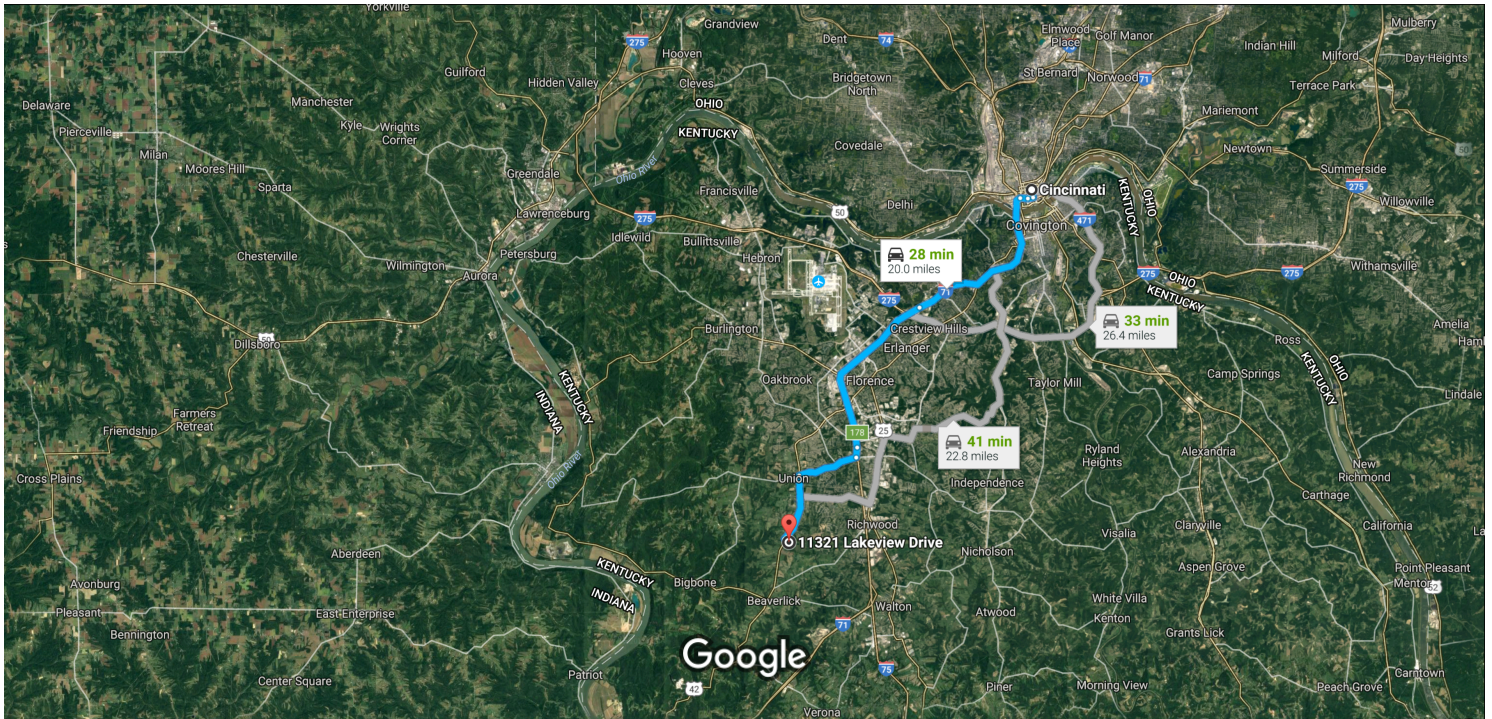 Yorkville
Grandview
Mulberry
275
Hooven
Dent
74
Elmwood
Place
Golf Manor
Indian Hill
Milford
Day Heights
Guilford
Hidden Valley
Cleves
Bridgetown
North
St Bernard
Norwood
71
Terrace Park
Delaware
Manchester
OHIO
KENTUCKY
Mariemont
Pierceville
Kyle
Wrights
Corner
Covedale
Newtown
50
Milan
Moores Hill
Ohio River
Summerside
Sparta
Greendale
Francisville
Cincinnati
KENTUCKY
OHIO
275
Willowville
Lawrenceburg
275
50
Delhi
471
Covington
Idlewild
Bullittsville
Chesterville
Petersburg
Hebron
28 min
20.0 miles
Wilmington
Aurora
275
OHIO
KENTUCKY
275
Withamsville
71
275
Burlington
Crestview Hills
33 min
26.4 miles
Amelia
Dillsboro
Erlanger
Ross
OHIO
KENTUCKY
Oakbrook
Florence
Taylor Mill
Camp Springs
Lindale
KENTUCKY
INDIANA
Farmers
Retreat
Friendship
178
25
41 min
22.8 miles
Ryland
Heights
Alexandria
Ohio River
New
Richmond
Cross Plains
Union
Independence
Carthage
Richwood
Visalia
Claryville
California
11321 Lakeview Drive
Aberdeen
Nicholson
Aspen Grove
Point Pleasant
Mentor
52
KENTUCKY
INDIANA
Avonburg
Bigbone
Pleasant
East Enterprise
Beaverlick
Walton
Atwood
White Villa
Kenton
Bennington
71
Grants Lick
Google
Patriot
75
Center Square
42
Piner
Morning View
Peach Grove
Carntown
Verona